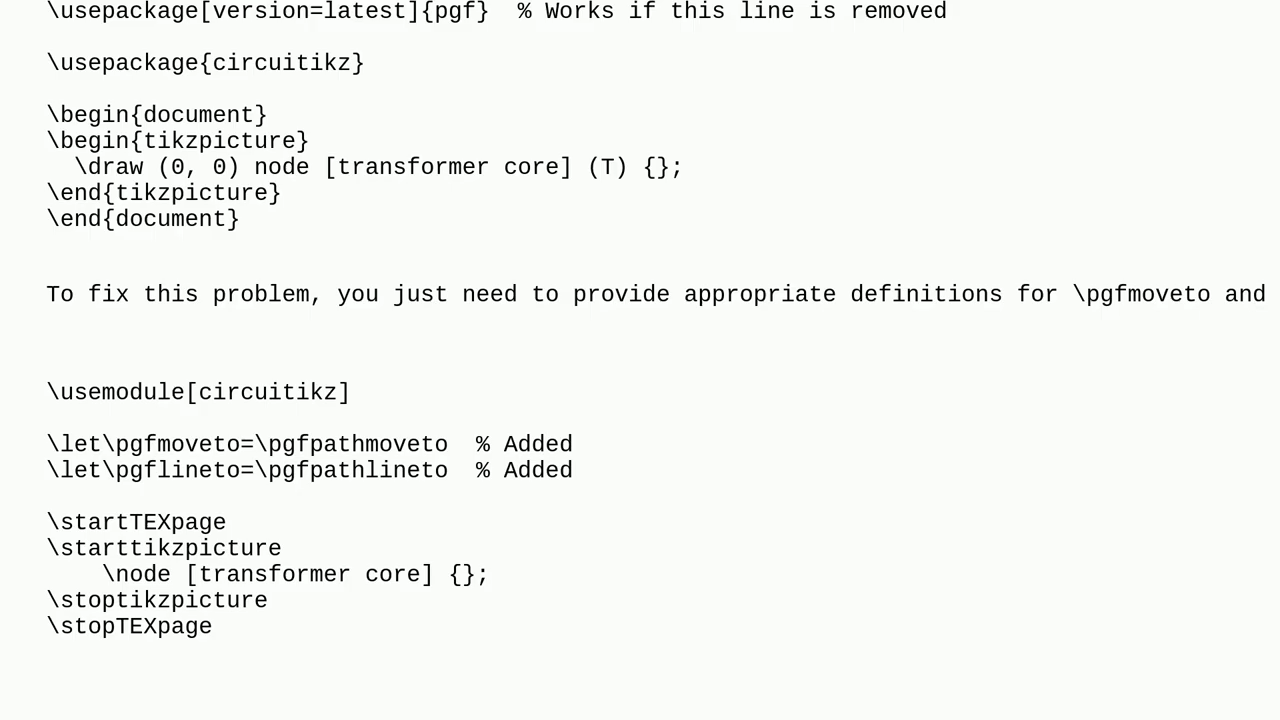 \usepackage[version=latest]{pgf}  % Works if this line is removed
\usepackage{circuitikz}
\begin{document}
\begin{tikzpicture}
  \draw (0, 0) node [transformer core] (T) {};
\end{tikzpicture}
\end{document}
To fix this problem, you just need to provide appropriate definitions for \pgfmoveto and
\usemodule[circuitikz]
\let\pgfmoveto=\pgfpathmoveto  % Added
\let\pgflineto=\pgfpathlineto  % Added
\startTEXpage
\starttikzpicture
    \node [transformer core] {};
\stoptikzpicture
\stopTEXpage